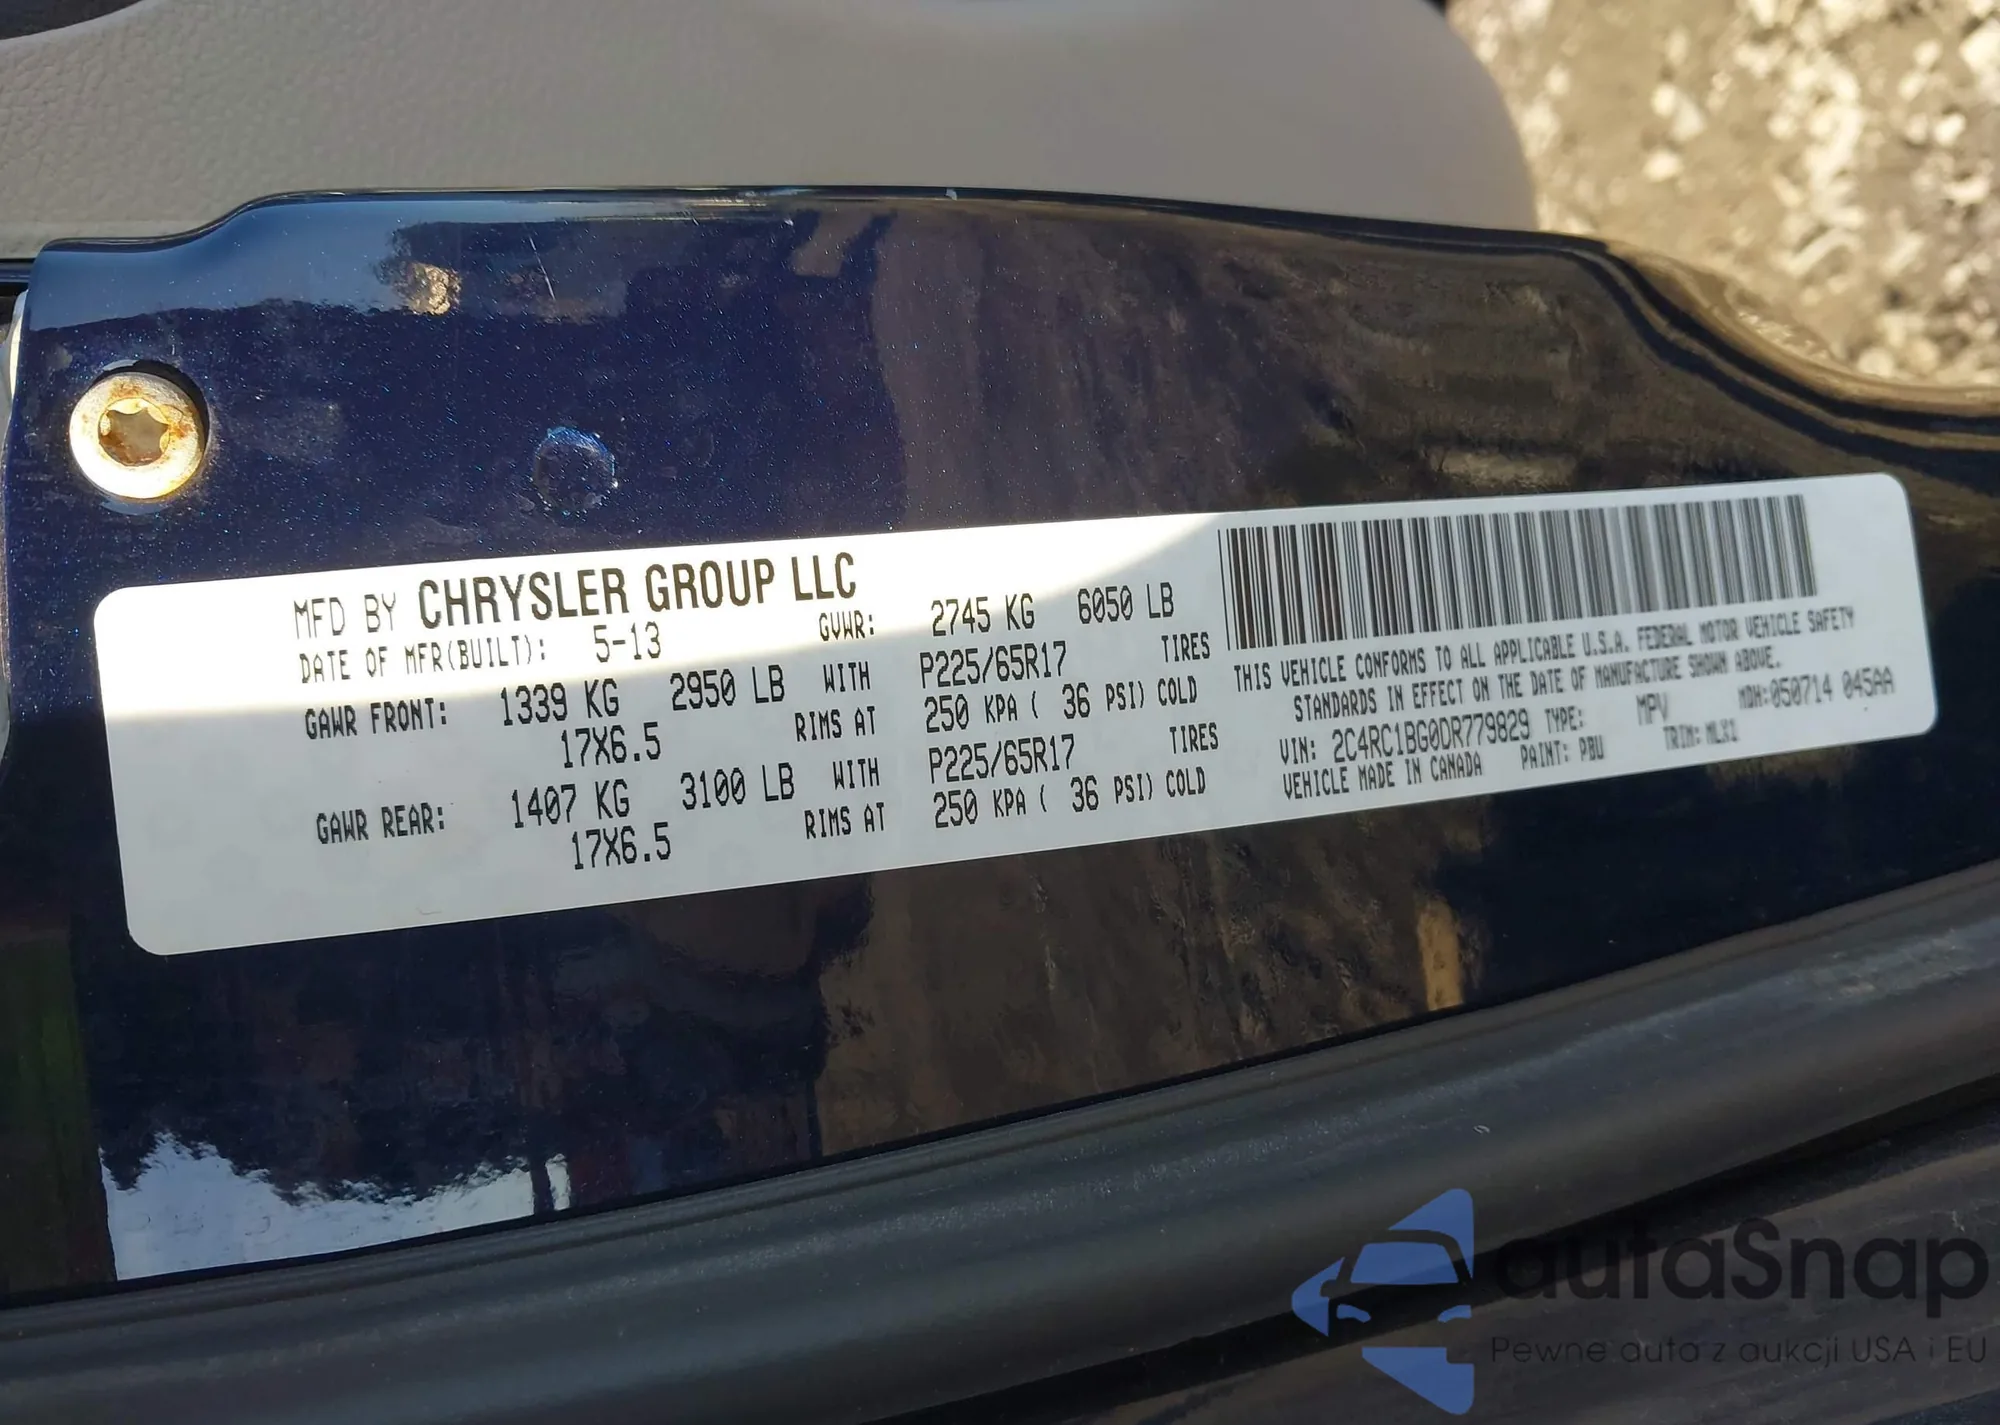 MFD BY CHRYSLER GROUP LLC
DATE OF MFR(BUILT): 5-13 GVWR: 2745 KG 6050 LB
GAWR FRONT: 1339 KG 2950 LB WITH P225/65R17 TIRES
17X6.5 RIMS AT 250 KPA ( 36 PSI) COLD
GAWR REAR: 1407 KG 3100 LB WITH P225/65R17 TIRES
17X6.5 RIMS AT 250 KPA ( 36 PSI) COLD
THIS VEHICLE CONFORMS TO ALL APPLICABLE U.S.A. FEDERAL MOTOR VEHICLE SAFETY
STANDARDS IN EFFECT ON THE DATE OF MANUFACTURE SHOWN ABOVE.
VIN: 2C4RC1BG0DR779829 TYPE: MPV MDH:050714 045AA
VEHICLE MADE IN CANADA PAINT: PBU TRIM: MLX1
autaSnap
Pewne auta z aukcji USA i EU